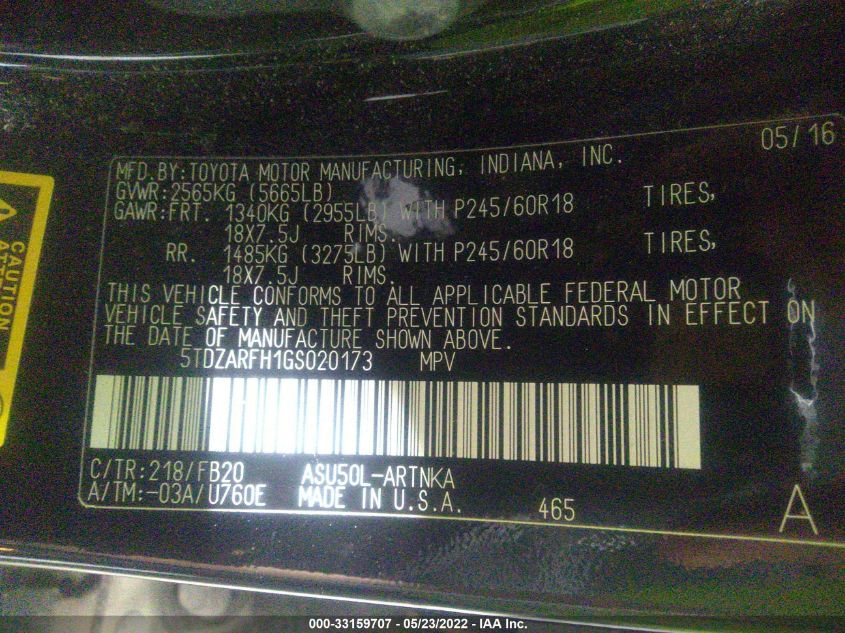 05/16
MFD.BY:TOYOTA MOTOR MANUFACTURING, INDIANA, INC.
GVWR:2565KG (5665LB)
GAWR:FRT. 1340KG (2955LB) WITH P245/60R18 TIRES,
18X7.5J RIMS.
RR. 1485KG (3275LB) WITH P245/60R18 TIRES,
18X7.5J RIMS.
THIS VEHICLE CONFORMS TO ALL APPLICABLE FEDERAL MOTOR
VEHICLE SAFETY AND THEFT PREVENTION STANDARDS IN EFFECT ON
THE DATE OF MANUFACTURE SHOWN ABOVE.
5TDZARFH1GS020173 MPV
C/TR:218/FB20 ASU50L-ARTNKA
A/TM:-03A/U760E MADE IN U.S.A. 465
A
CAUTION
000-33159707 - 05/23/2022 - IAA Inc.